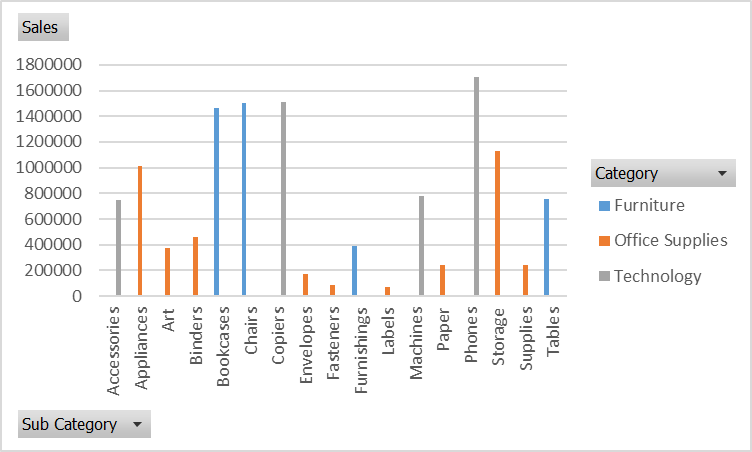 Sales
1800000
1600000
1400000
1200000
1000000
800000
600000
400000
200000
0
Accessories
Appliances
Art
Binders
Bookcases
Chairs
Copiers
Envelopes
Fasteners
Furnishings
Labels
Machines
Paper
Phones
Storage
Supplies
Tables
Category
Furniture
Office Supplies
Technology
Sub Category